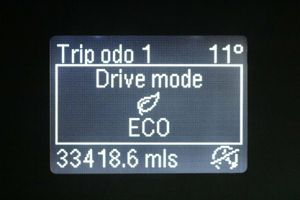 Trip odo 1 11°
Drive mode
ECO
33418.6 mls